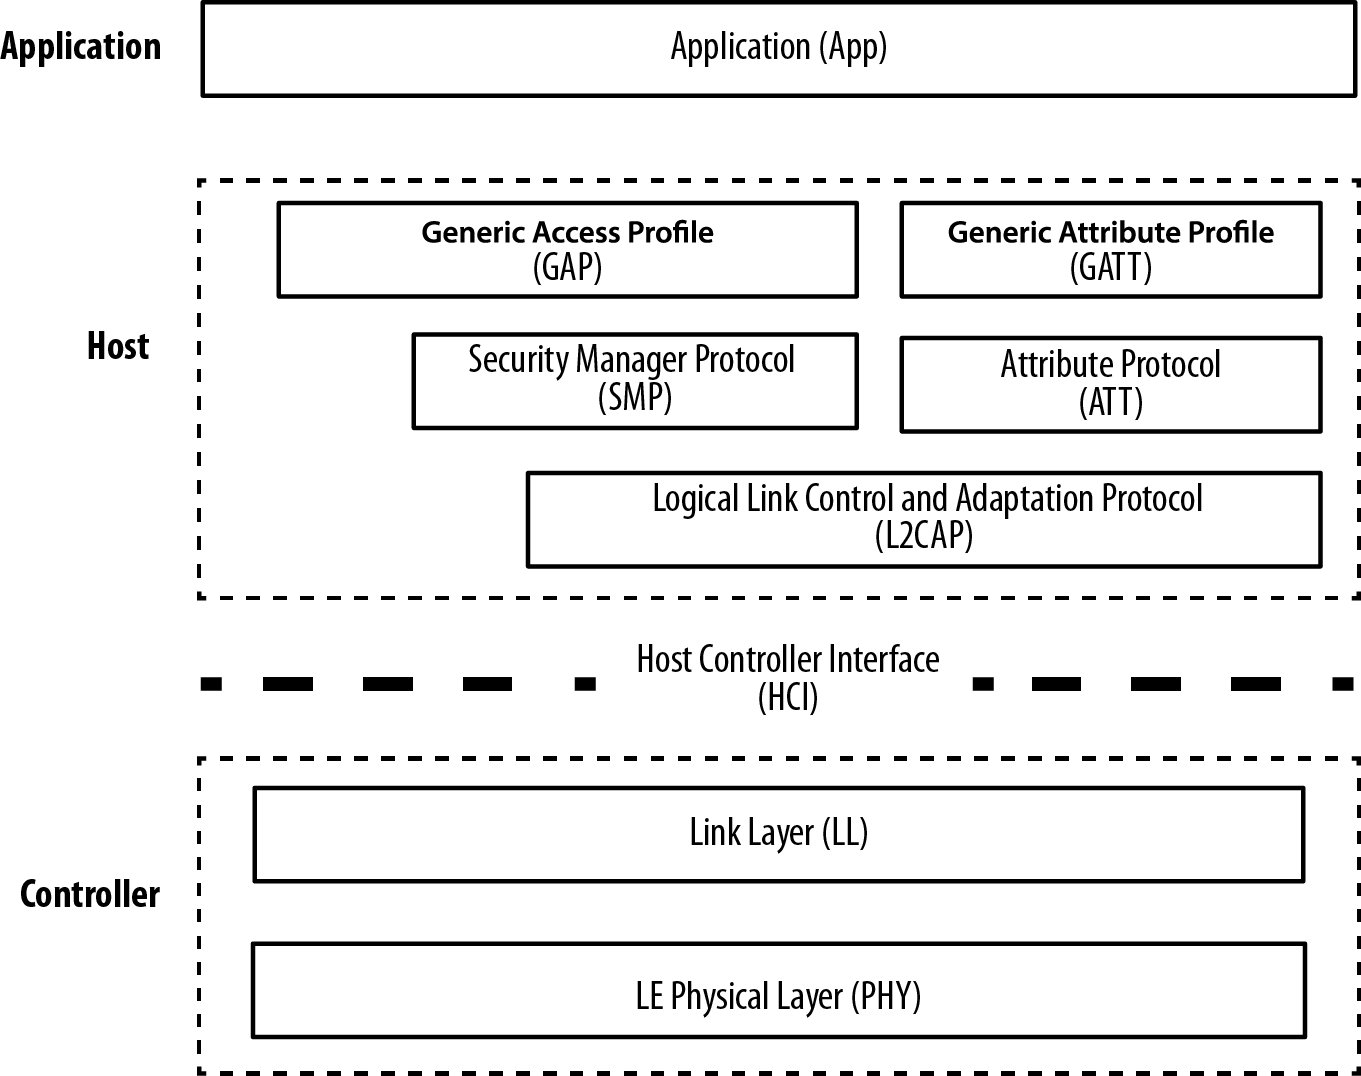 Application
Application (App)
Host
Generic Access Profile
(GAP)
Generic Attribute Profile
(GATT)
Security Manager Protocol
(SMP)
Attribute Protocol
(ATT)
Logical Link Control and Adaptation Protocol
(L2CAP)
Host Controller Interface
(HCI)
Controller
Link Layer (LL)
LE Physical Layer (PHY)